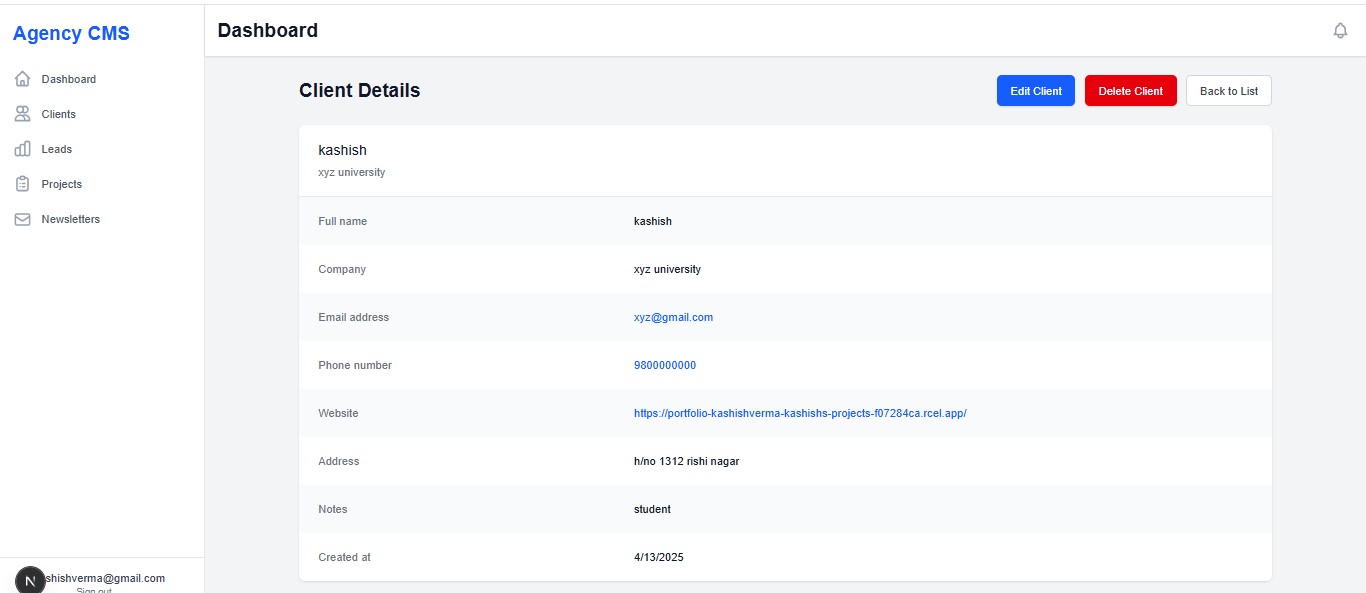 Agency CMS
Dashboard
Clients
Leads
Projects
Newsletters
N
shishverma@gmail.com
Sign out
Dashboard
Client Details
Edit Client
Delete Client
Back to List
kashish
xyz university
Full name kashish
Company xyz university
Email address xyz@gmail.com
Phone number 9800000000
Website https://portfolio-kashishverma-kashishs-projects-f07284ca.rcel.app/
Address h/no 1312 rishi nagar
Notes student
Created at 4/13/2025